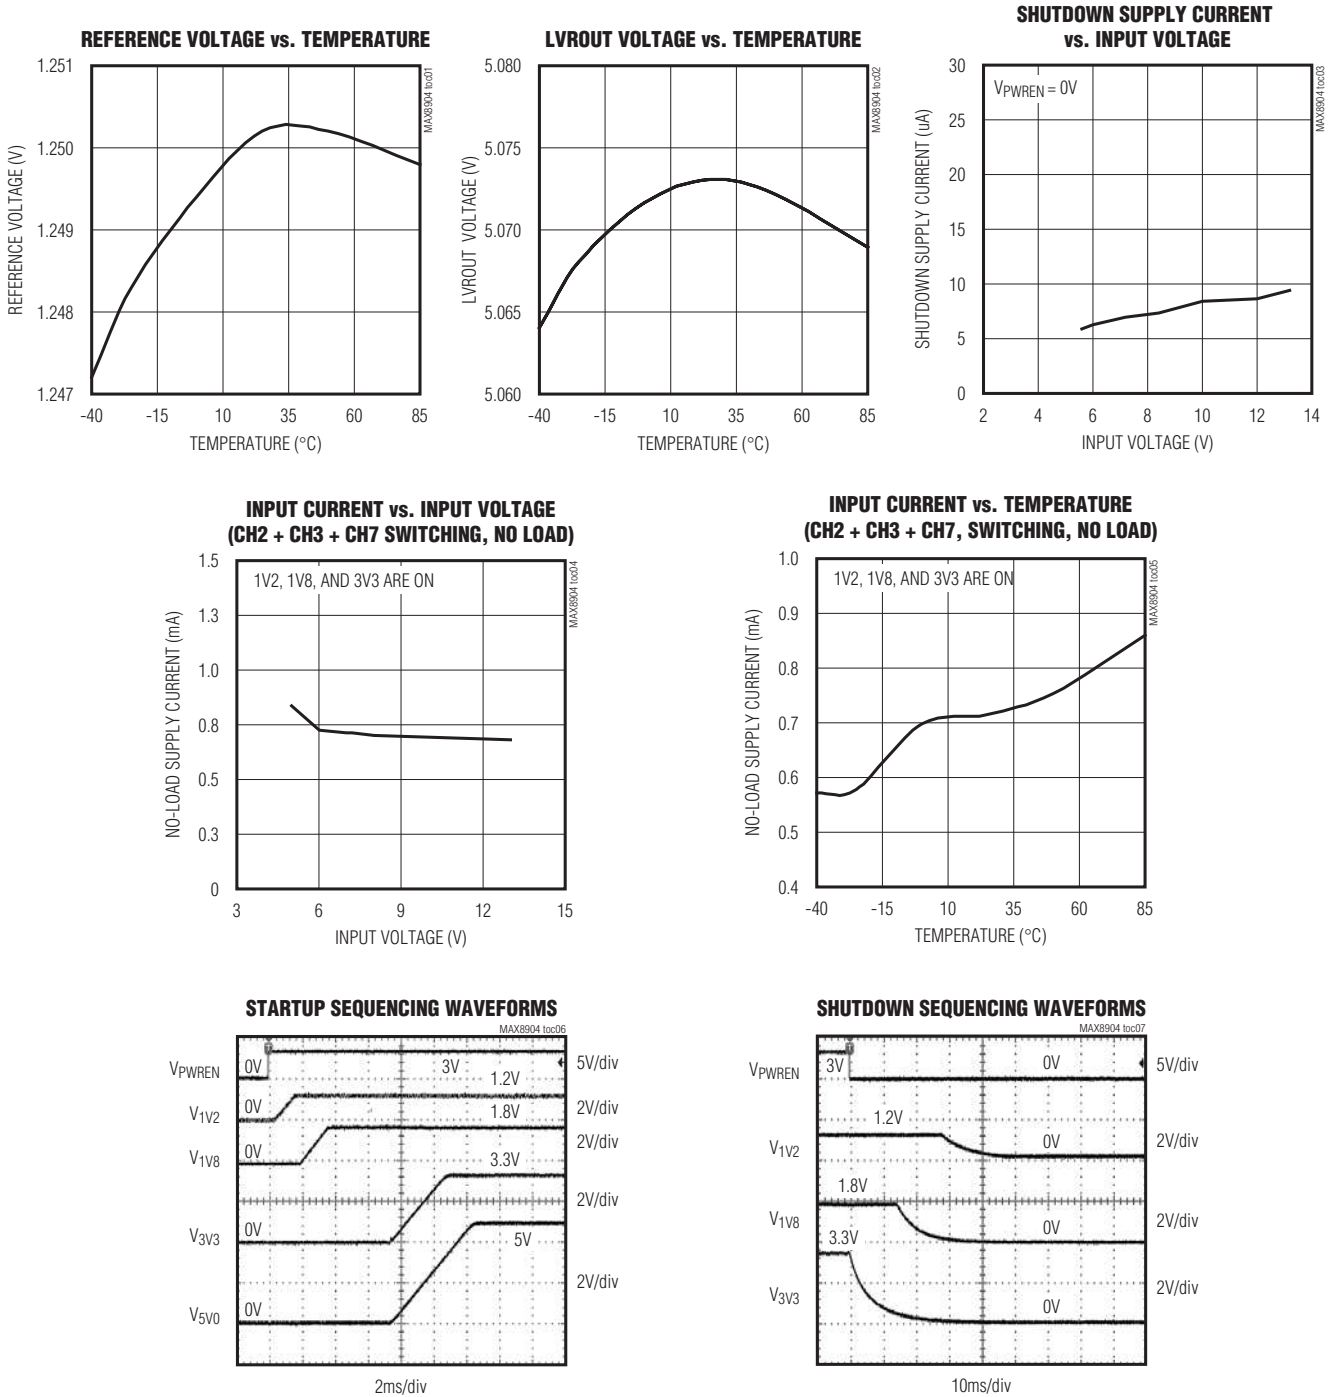 REFERENCE VOLTAGE vs. TEMPERATURE
1.251
1.250
1.249
1.248
1.247
REFERENCE VOLTAGE (V)
-40 -15 10 35 60 85
TEMPERATURE (°C)
MAX8904 toc01
LVROUT VOLTAGE vs. TEMPERATURE
5.080
5.075
5.070
5.065
5.060
LVROUT VOLTAGE (V)
-40 -15 10 35 60 85
TEMPERATURE (°C)
MAX8904 toc02
SHUTDOWN SUPPLY CURRENT
vs. INPUT VOLTAGE
VPWREN = 0V
30
25
20
15
10
5
0
SHUTDOWN SUPPLY CURRENT (uA)
2 4 6 8 10 12 14
INPUT VOLTAGE (V)
MAX8904 toc03
INPUT CURRENT vs. INPUT VOLTAGE
(CH2 + CH3 + CH7 SWITCHING, NO LOAD)
1V2, 1V8, AND 3V3 ARE ON
1.5
1.3
1.0
0.8
0.5
0.3
0
NO-LOAD SUPPLY CURRENT (mA)
3 6 9 12 15
INPUT VOLTAGE (V)
MAX8904 toc04
INPUT CURRENT vs. TEMPERATURE
(CH2 + CH3 + CH7, SWITCHING, NO LOAD)
1V2, 1V8, AND 3V3 ARE ON
1.0
0.9
0.8
0.7
0.6
0.5
0.4
NO-LOAD SUPPLY CURRENT (mA)
-40 -15 10 35 60 85
TEMPERATURE (°C)
MAX8904 toc05
STARTUP SEQUENCING WAVEFORMS
MAX8904 toc06
VPWREN 0V 3V 5V/div
V1V2 0V 1.2V 2V/div
V1V8 0V 1.8V 2V/div
V3V3 0V 3.3V 2V/div
V5V0 0V 5V 2V/div
2ms/div
SHUTDOWN SEQUENCING WAVEFORMS
MAX8904 toc07
VPWREN 3V 0V 5V/div
V1V2 1.2V 0V 2V/div
V1V8 1.8V 0V 2V/div
V3V3 3.3V 0V 2V/div
10ms/div